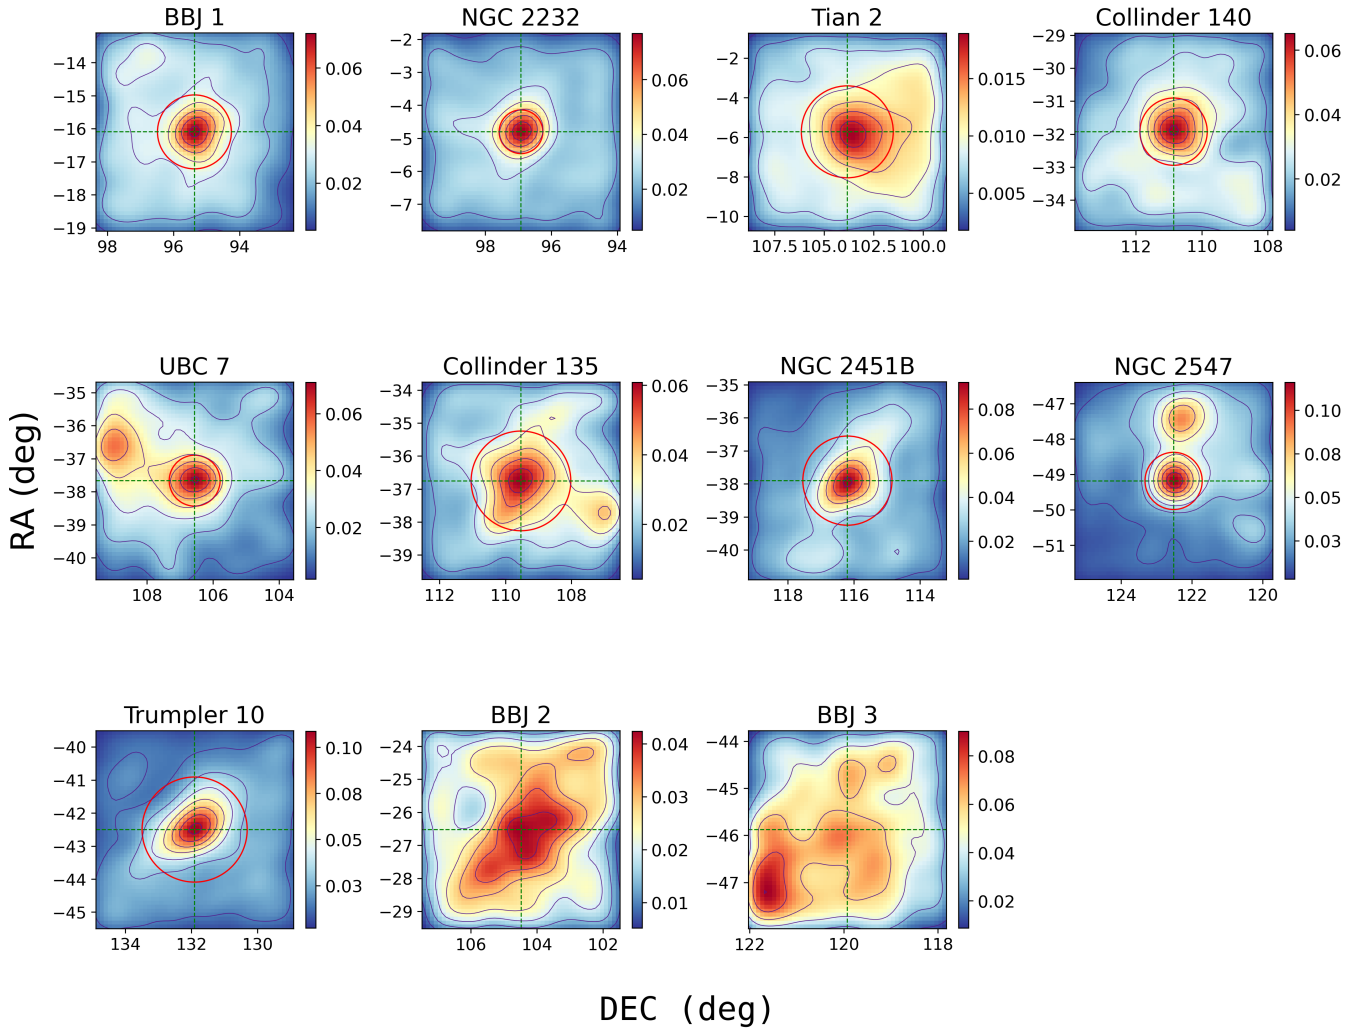 BBJ 1 NGC 2232 Tian 2 Collinder 140
−14 −15 −16 −17 −18 −19
98 96 94
0.06 0.04 0.02
−2 −3 −4 −5 −6 −7
98 96 94
0.06 0.04 0.02
−2 −4 −6 −8 −10
107.5 105.0 102.5 100.0
0.015 0.010 0.005
−29 −30 −31 −32 −33 −34
112 110 108
0.06 0.04 0.02
UBC 7 Collinder 135 NGC 2451B NGC 2547
−35 −36 −37 −38 −39 −40
108 106 104
0.06 0.04 0.02
−34 −35 −36 −37 −38 −39
112 110 108
0.06 0.04 0.02
−35 −36 −37 −38 −39 −40
118 116 114
0.08 0.06 0.04 0.02
−47 −48 −49 −50 −51
124 122 120
0.10 0.08 0.05 0.03
RA (deg)
Trumpler 10 BBJ 2 BBJ 3
−40 −41 −42 −43 −44 −45
134 132 130
0.10 0.08 0.05 0.03
−24 −25 −26 −27 −28 −29
106 104 102
0.04 0.03 0.02 0.01
−44 −45 −46 −47
122 120 118
0.08 0.06 0.04 0.02
DEC (deg)